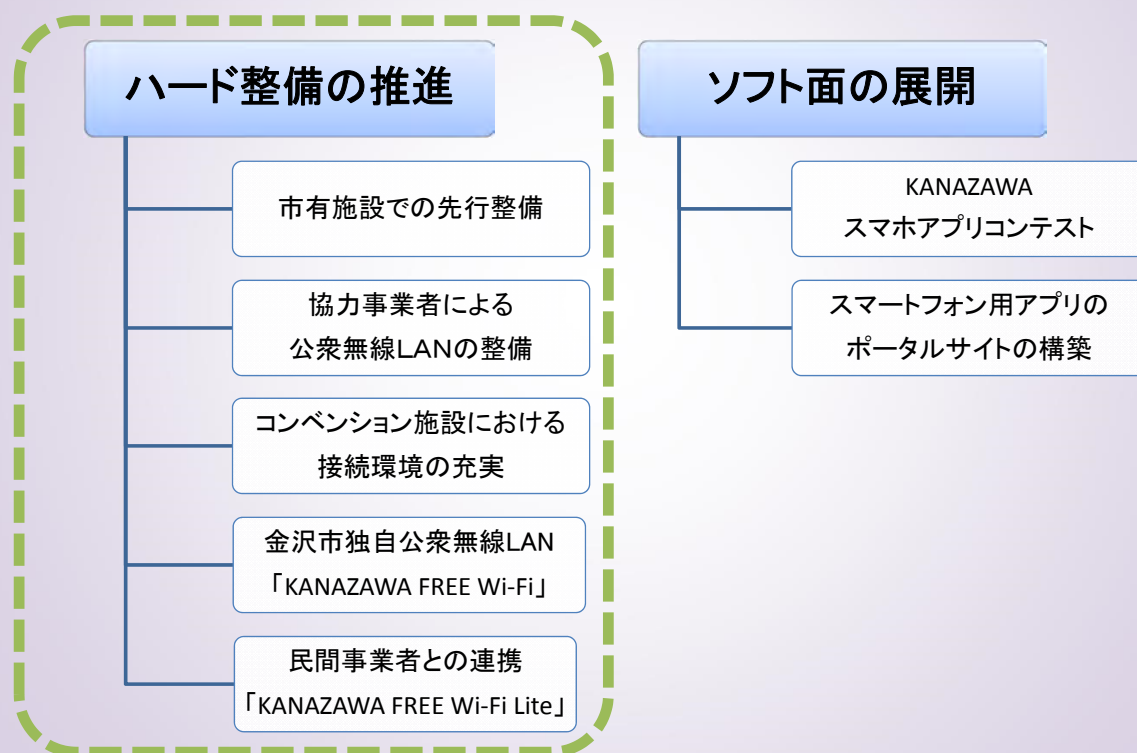 ハード整備の推進
市有施設での先行整備
協力事業者による
公衆無線LANの整備
コンベンション施設における
接続環境の充実
金沢市独自公衆無線LAN
「KANAZAWA FREE Wi-Fi」
民間事業者との連携
「KANAZAWA FREE Wi-Fi Lite」
ソフト面の展開
KANAZAWA
スマホアプリコンテスト
スマートフォン用アプリの
ポータルサイトの構築